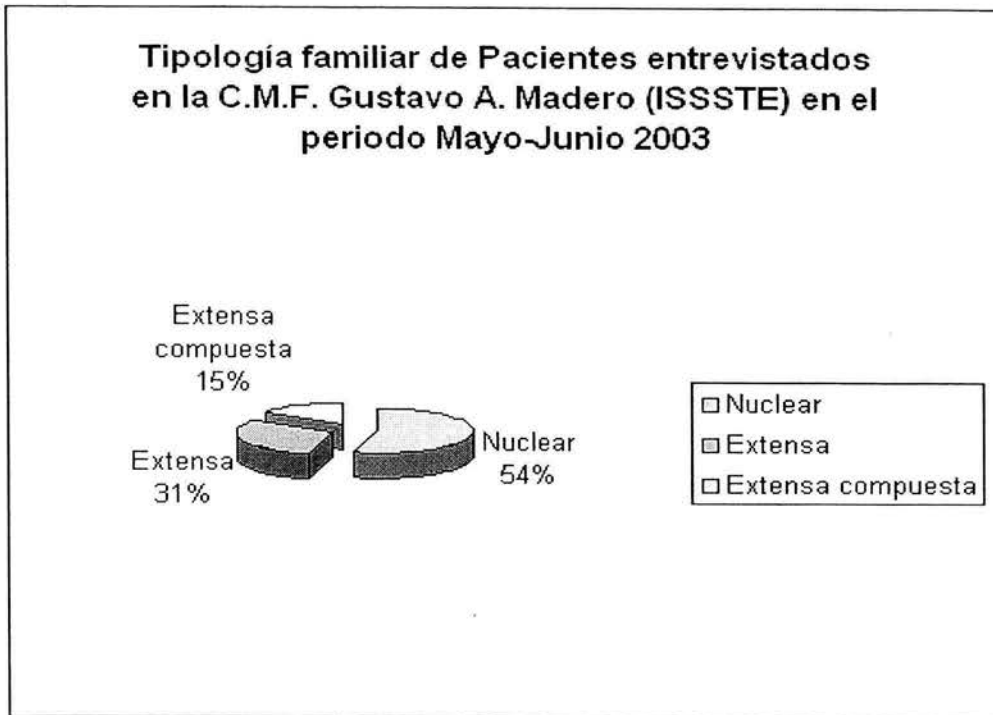 Tipología familiar de Pacientes entrevistados
en la C.M.F. Gustavo A. Madero (ISSSTE) en el
periodo Mayo-Junio 2003
Extensa
compuesta
15%
Extensa
31%
Nuclear
54%
Nuclear
Extensa
Extensa compuesta